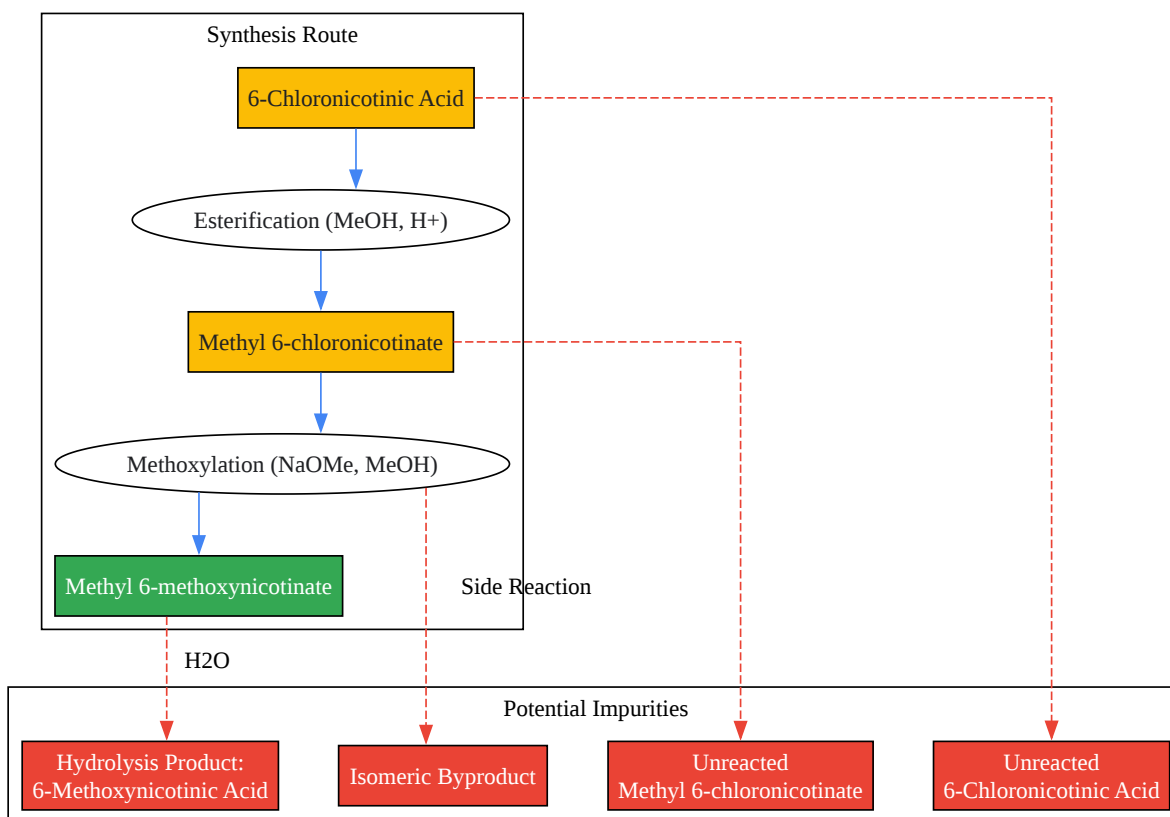 Synthesis Route
6-Chloronicotinic Acid
Esterification (MeOH, H+)
Methyl 6-chloronicotinate
Methoxylation (NaOMe, MeOH)
Methyl 6-methoxynicotinate
Side Reaction
H2O
Potential Impurities
Hydrolysis Product:
6-Methoxynicotinic Acid
Isomeric Byproduct
Unreacted
Methyl 6-chloronicotinate
Unreacted
6-Chloronicotinic Acid